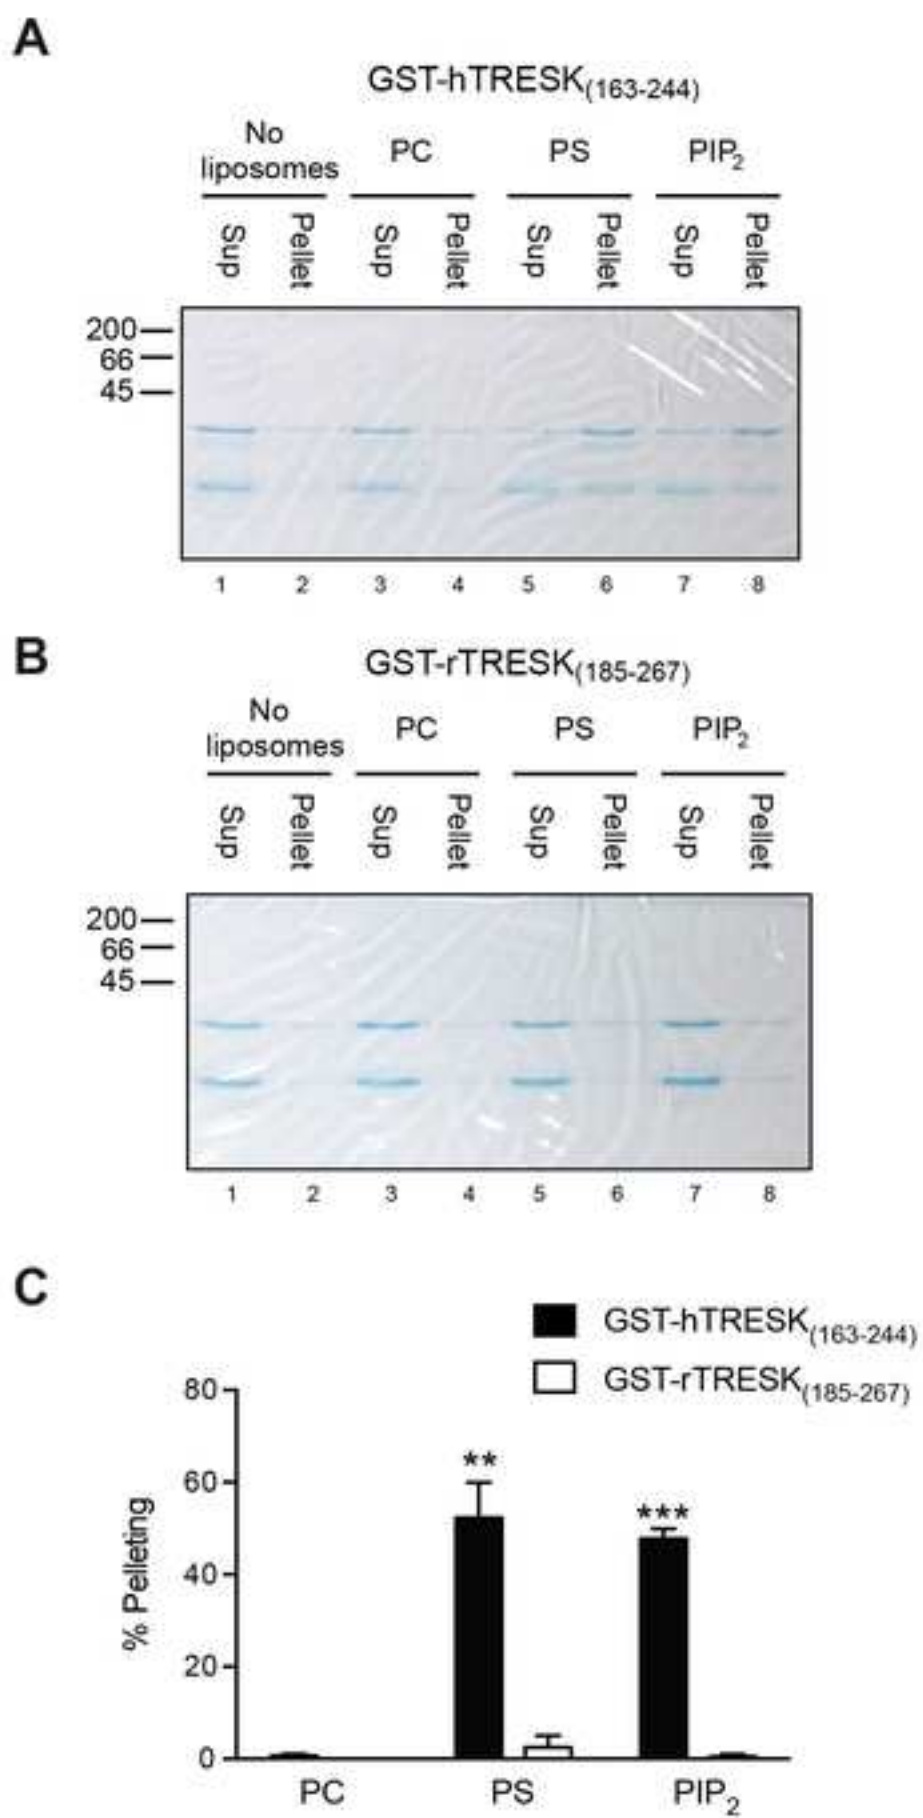 A
GST-hTRESK(163-244)
No
liposomes
PC
PS
PIP2
Sup
Pellet
Sup
Pellet
Sup
Pellet
Sup
Pellet
200
66
45
1 2 3 4 5 6 7 8
B
GST-rTRESK(185-267)
No
liposomes
PC
PS
PIP2
Sup
Pellet
Sup
Pellet
Sup
Pellet
Sup
Pellet
200
66
45
1 2 3 4 5 6 7 8
C
GST-hTRESK(163-244)
GST-rTRESK(185-267)
80
60
40
20
0
% Pelleting
**
***
PC
PS
PIP2